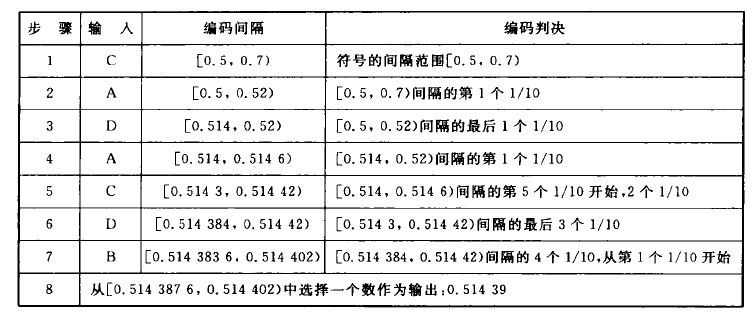 步 骤 输 入 编码间隔 编码判决
1 C [0.5, 0.7) 符号的间隔范围[0.5, 0.7)
2 A [0.5, 0.52) [0.5, 0.7)间隔的第 1 个 1/10
3 D [0.514, 0.52) [0.5, 0.52)间隔的最后 1 个 1/10
4 A [0.514, 0.514 6) [0.514, 0.52)间隔的第 1 个 1/10
5 C [0.514 3, 0.514 42) [0.514, 0.514 6)间隔的第 5 个 1/10 开始,2 个 1/10
6 D [0.514 384, 0.514 42) [0.514 3, 0.514 42)间隔的最后 3 个 1/10
7 B [0.514 383 6, 0.514 402) [0.514 384, 0.514 42)间隔的 4 个 1/10,从第 1 个 1/10 开始
8 从[0.514 387 6, 0.514 402)中选择一个数作为输出:0.514 39